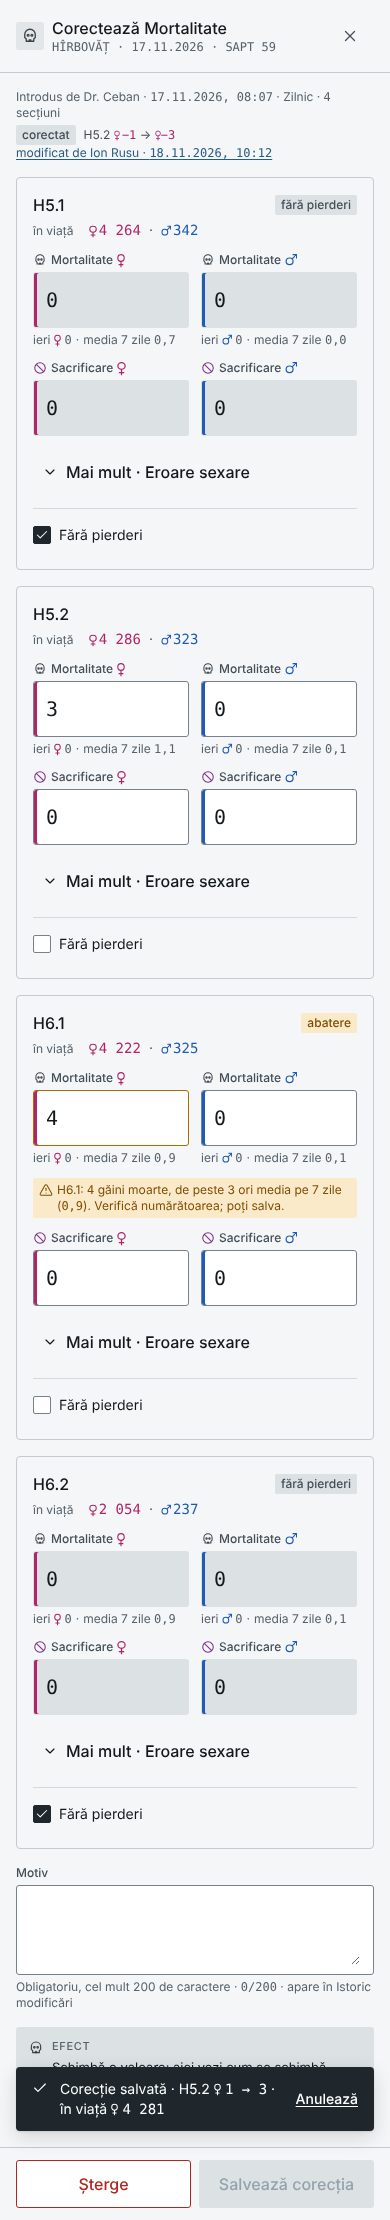 Corectează Mortalitate
HÎRBOVĂȚ · 17.11.2026 · SAPT 59
Introdus de Dr. Ceban · 17.11.2026, 08:07 · Zilnic · 4
secțiuni
corectat H5.2 ♀−1 → ♀−3
modificat de Ion Rusu · 18.11.2026, 10:12
H5.1 fără pierderi
în viață ♀4 264 · ♂342
Mortalitate ♀ Mortalitate ♂
0 0
ieri ♀ 0 · media 7 zile 0,7 ieri ♂ 0 · media 7 zile 0,0
Sacrificare ♀ Sacrificare ♂
0 0
Mai mult · Eroare sexare
Fără pierderi
H5.2
în viață ♀4 286 · ♂323
Mortalitate ♀ Mortalitate ♂
3 0
ieri ♀ 0 · media 7 zile 1,1 ieri ♂ 0 · media 7 zile 0,1
Sacrificare ♀ Sacrificare ♂
0 0
Mai mult · Eroare sexare
Fără pierderi
H6.1 abatere
în viață ♀4 222 · ♂325
Mortalitate ♀ Mortalitate ♂
4 0
ieri ♀ 0 · media 7 zile 0,9 ieri ♂ 0 · media 7 zile 0,1
H6.1: 4 găini moarte, de peste 3 ori media pe 7 zile
(0,9). Verifică numărătoarea; poți salva.
Sacrificare ♀ Sacrificare ♂
0 0
Mai mult · Eroare sexare
Fără pierderi
H6.2 fără pierderi
în viață ♀2 054 · ♂237
Mortalitate ♀ Mortalitate ♂
0 0
ieri ♀ 0 · media 7 zile 0,9 ieri ♂ 0 · media 7 zile 0,1
Sacrificare ♀ Sacrificare ♂
0 0
Mai mult · Eroare sexare
Fără pierderi
Motiv
Obligatoriu, cel mult 200 de caractere · 0/200 · apare în Istoric
modificări
EFECT
Schimbă o valoare; aici vezi cum se schimbă
Corecție salvată · H5.2 ♀ 1 → 3 ·
în viață ♀ 4 281
Anulează
Șterge Salvează corecția